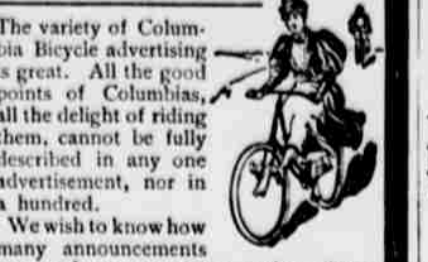 The variety of Colum-
bia Bicycle advertising
is great. All the good
points of Columbias,
all the delight of riding
them, cannot be fully
described in any one
advertisement, nor in
a hundred.
We wish to know how
many announcements